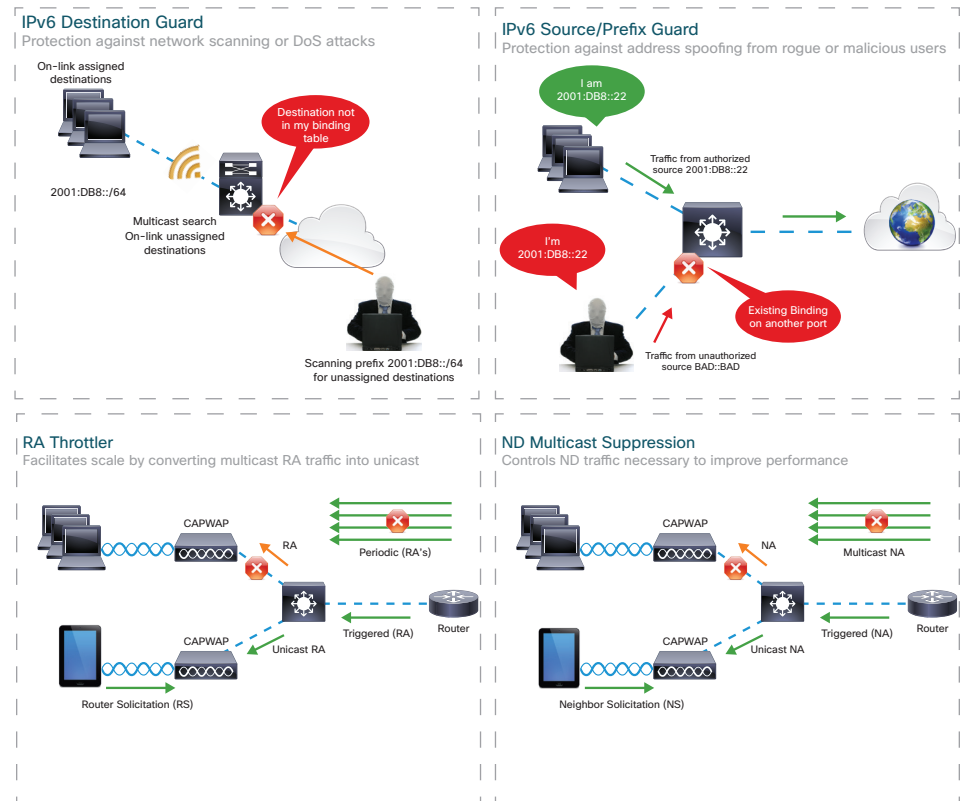 IPv6 Destination Guard
Protection against network scanning or DoS attacks
On-link assigned
destinations
Destination not
in my binding
table
2001:DB8::/64
Multicast search
On-link unassigned
destinations
Scanning prefix 2001:DB8::/64
for unassigned destinations
IPv6 Source/Prefix Guard
Protection against address spoofing from rogue or malicious users
I am
2001:DB8::22
Traffic from authorized
source 2001:DB8::22
I'm
2001:DB8::22
Existing Binding
on another port
Traffic from unauthorized
source BAD::BAD
RA Throttler
Facilitates scale by converting multicast RA traffic into unicast
CAPWAP
RA
Periodic (RA's)
Triggered (RA)
Router
CAPWAP
Unicast RA
Router Solicitation (RS)
ND Multicast Suppression
Controls ND traffic necessary to improve performance
CAPWAP
NA
Multicast NA
Triggered (NA)
Router
CAPWAP
Unicast NA
Neighbor Solicitation (NS)